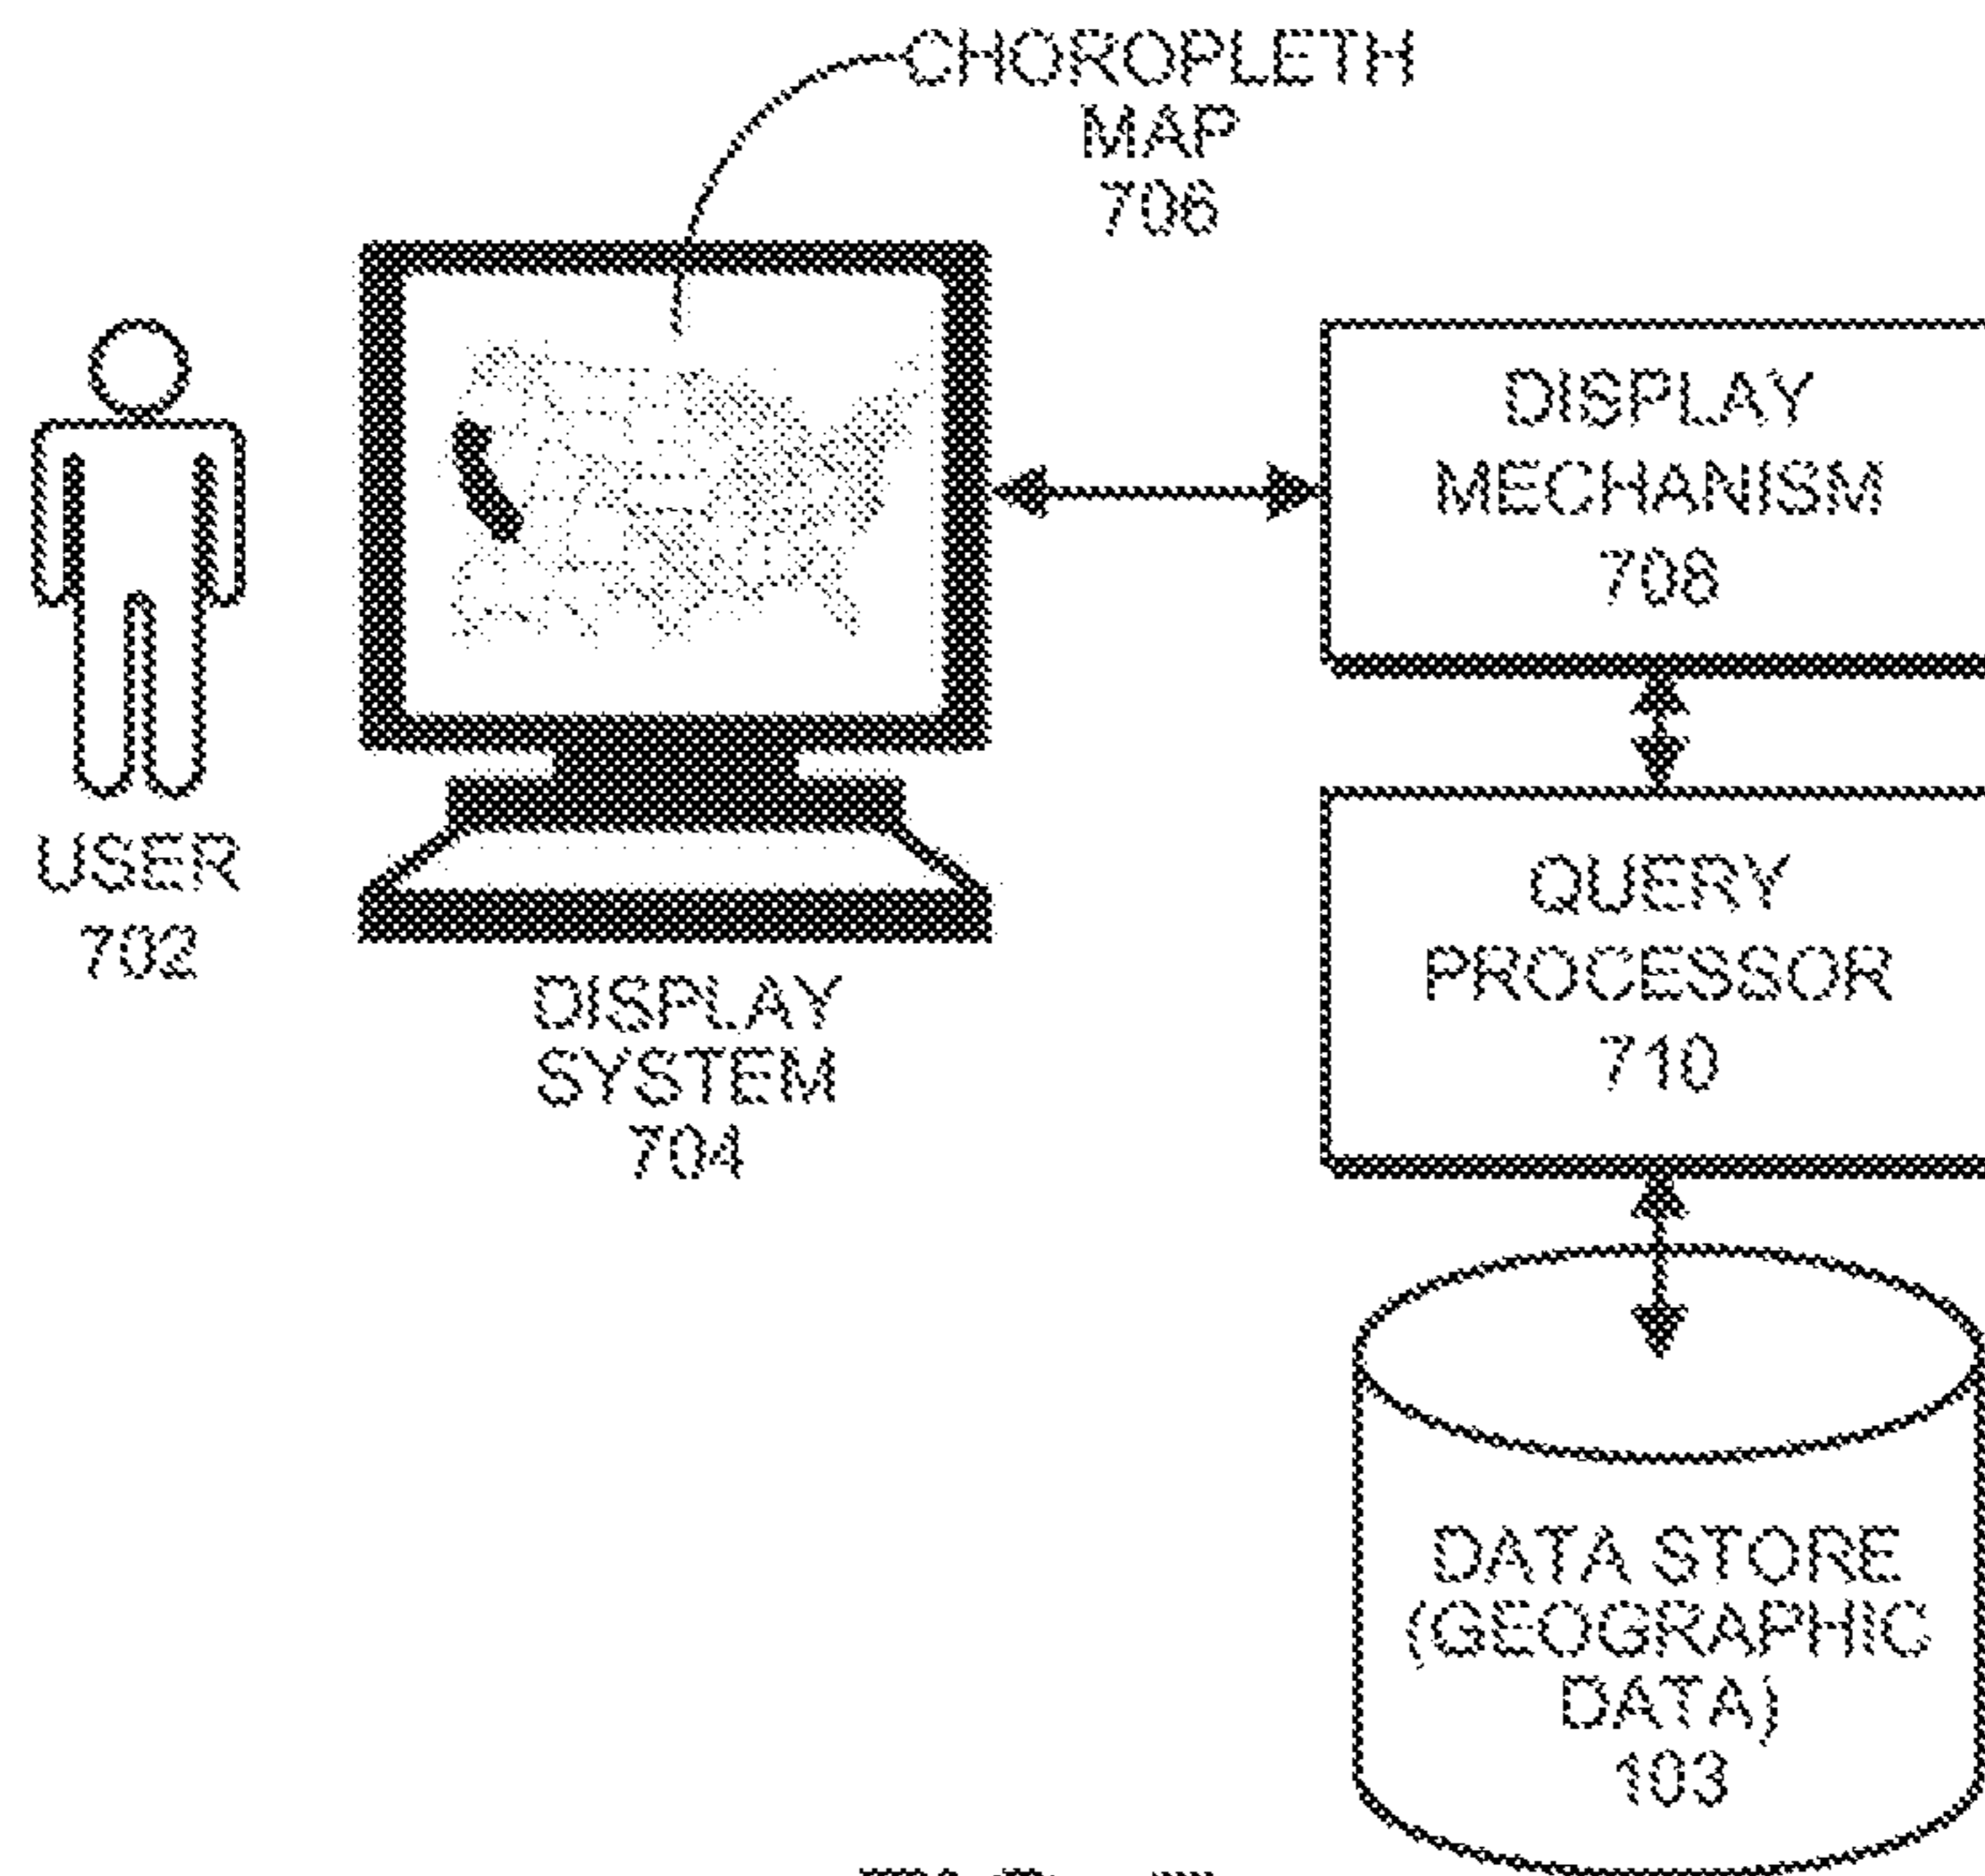 CHOROPLETH
MAP
706
DISPLAY
MECHANISM
708
USER
702
QUERY
PROCESSOR
710
DISPLAY
SYSTEM
704
DATA STORE
(GEOGRAPHIC
DATA)
103